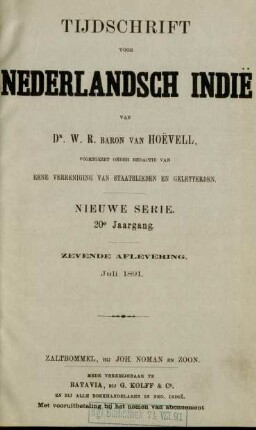 TIJDSCHRIFT
VOOR
NEDERLANDSCH INDIË
VAN
Dr. W. R. BARON VAN HOËVELL,
VOORTGEZET ONDER REDACTIE VAN
EENE VEREENIGING VAN STAATSLIEDEN EN GELEERDEN.
NIEUWE SERIE.
20e Jaargang.
ZEVENDE AFLEVERING.
Juli 1891.
ZALTBOMMEL, BIJ JOH. NOMAN EN ZOON.
MEDE VERKRIJGBAAR TE
BATAVIA, BIJ G. KOLFF & Co.
EN BIJ ALLE BOEKHANDELAREN IN NED. INDIË.
Met vooruitbetaling bij het nemen van abonnement